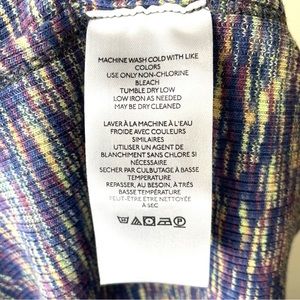 MACHINE WASH COLD WITH LIKE
COLORS
USE ONLY NON-CHLORINE
BLEACH
TUMBLE DRY LOW
LOW IRON AS NEEDED
MAY BE DRY CLEANED
LAVER À LA MACHINE À L'EAU
FROIDE AVEC COULEURS
SIMILAIRES
UTILISER UN AGENT DE
BLANCHIMENT SANS CHLORE SI
NÉCESSAIRE
SECHER PAR CULBUTAGE À BASSE
TEMPERATURE
REPASSER, AU BESOIN, À TRÉS
BASSE TEMPÉRATURE
PEUT-ÊTRE ÊTRE NETTOYÉE
À SEC